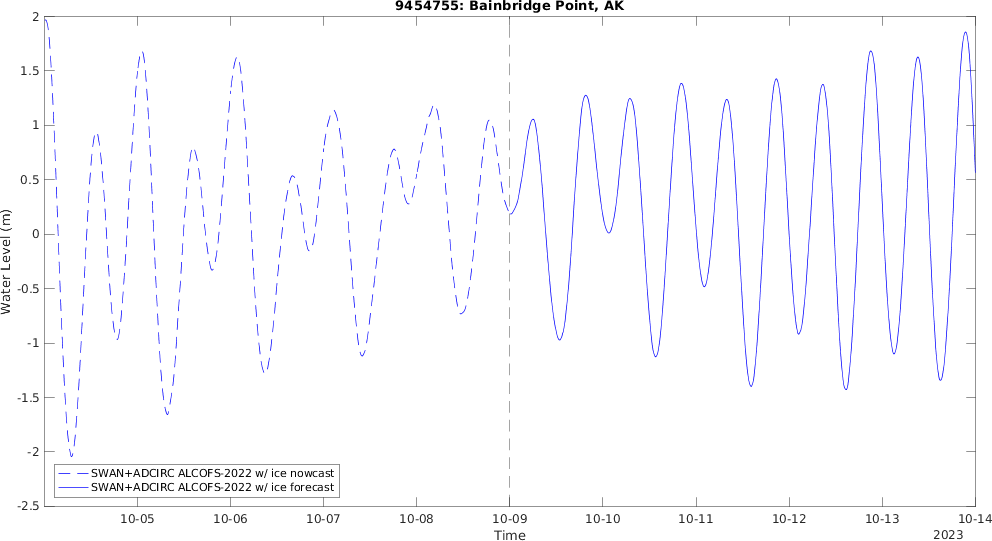 9454755: Bainbridge Point, AK
Water Level (m)
2
1.5
1
0.5
0
-0.5
-1
-1.5
-2
-2.5
SWAN+ADCIRC ALCOFS-2022 w/ ice nowcast
SWAN+ADCIRC ALCOFS-2022 w/ ice forecast
10-05 10-06 10-07 10-08 10-09 10-10 10-11 10-12 10-13 10-14
Time
2023